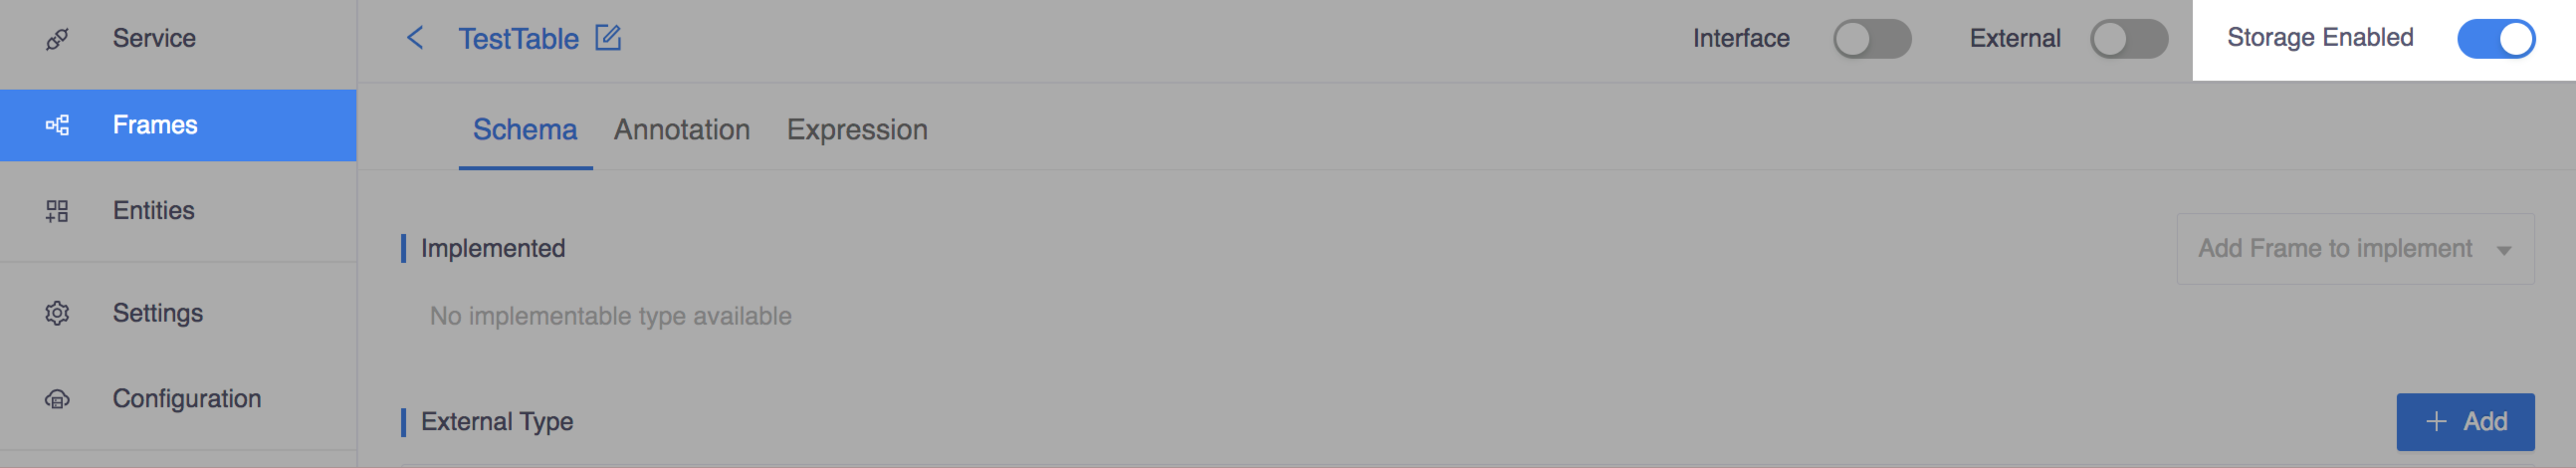 Service
Frames
Entities
Settings
Configuration
TestTable
Interface
External
Storage Enabled
Schema
Annotation
Expression
Implemented
Add Frame to implement
No implementable type available
External Type
+ Add